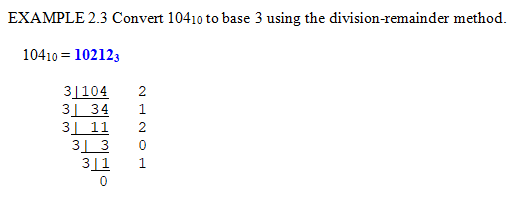 EXAMPLE 2.3 Convert 104₁₀ to base 3 using the division-remainder method.
104₁₀ = 10212₃
3|104 2
3| 34 1
3| 11 2
3| 3 0
3|1 1
0